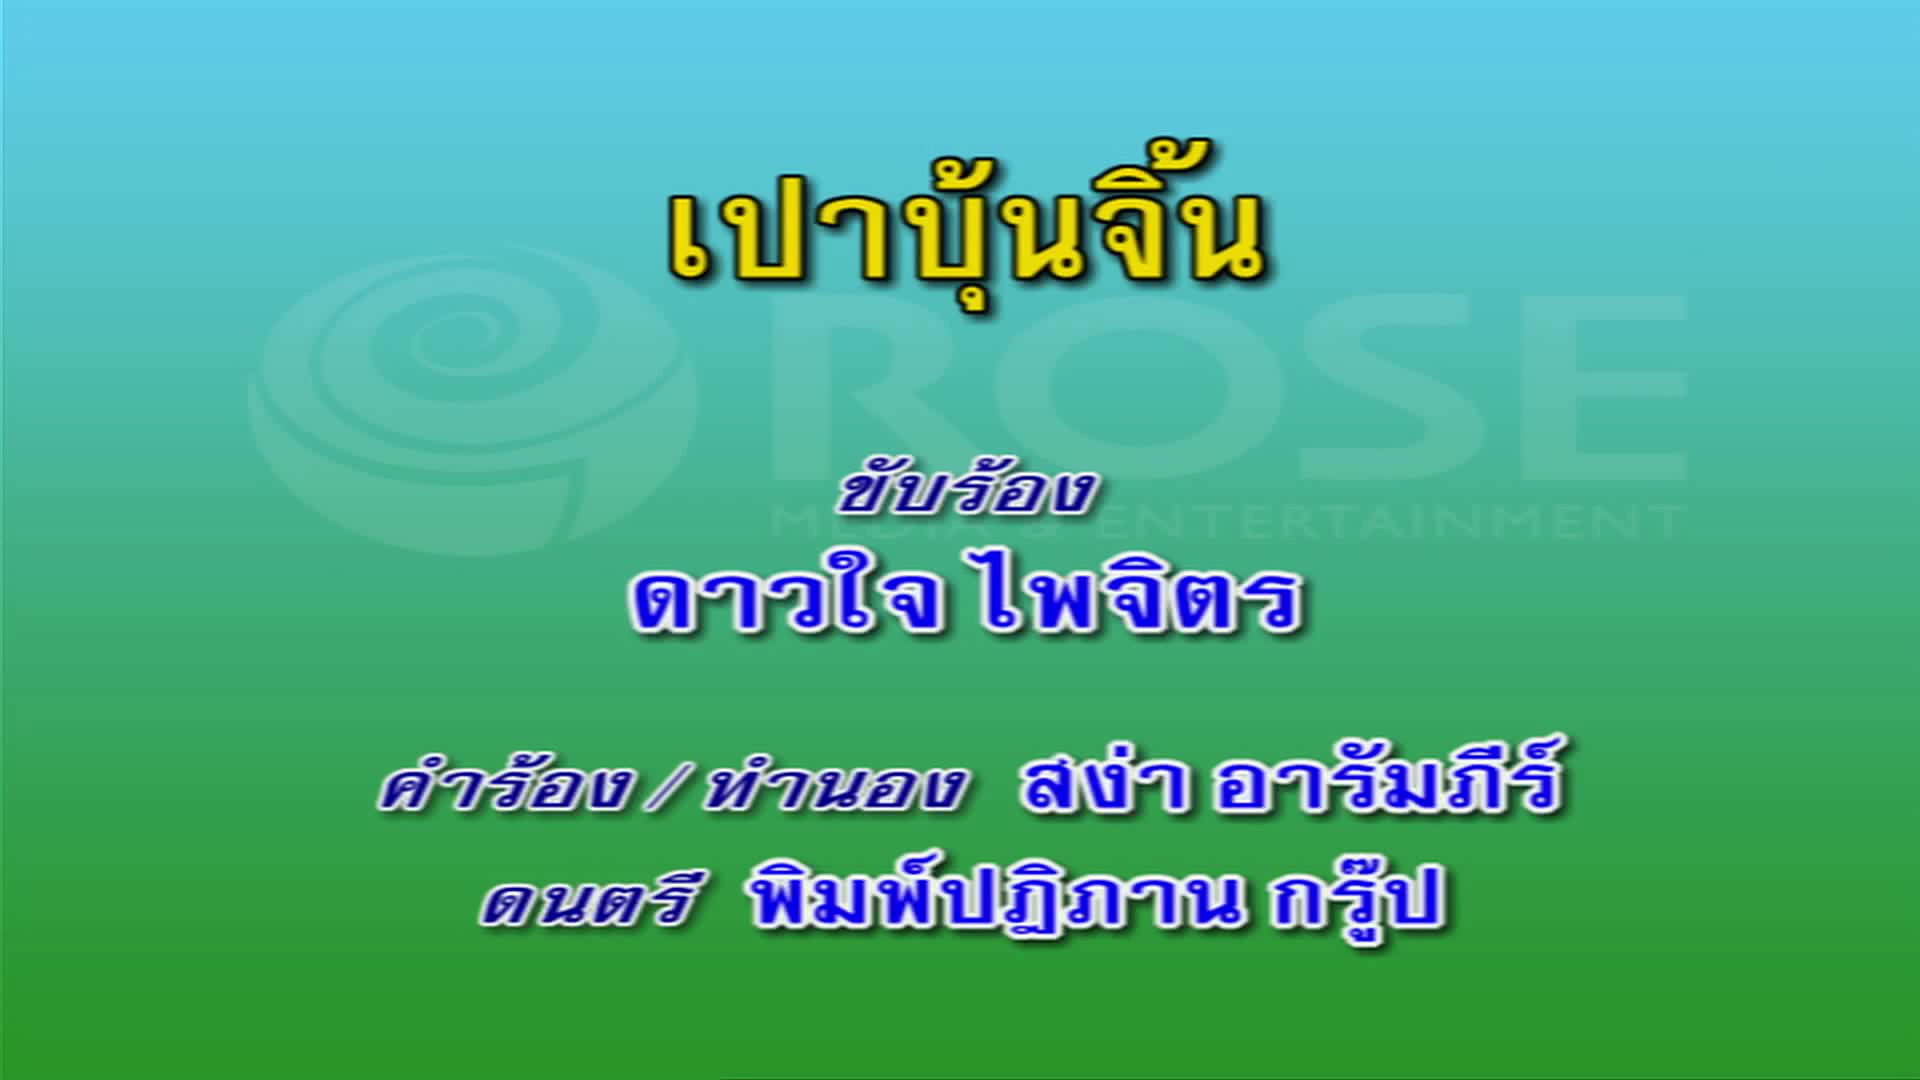 เปาบุ้นจิ้น
ROSE
MEDIA & ENTERTAINMENT
ขับร้อง
ดาวใจ ไพจิตร
คำร้อง / ทำนอง สง่า อารัมภีร์
ดนตรี พิมพ์ปฏิภาน กรู๊ป